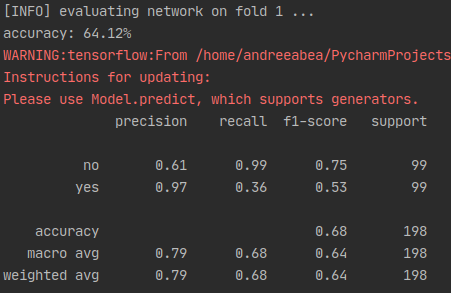 [INFO] evaluating network on fold 1 ...
accuracy: 64.12%
WARNING:tensorflow:From /home/andreeabea/PycharmProjects
Instructions for updating:
Please use Model.predict, which supports generators.
precision recall f1-score support
no 0.61 0.99 0.75 99
yes 0.97 0.36 0.53 99
accuracy 0.68 198
macro avg 0.79 0.68 0.64 198
weighted avg 0.79 0.68 0.64 198